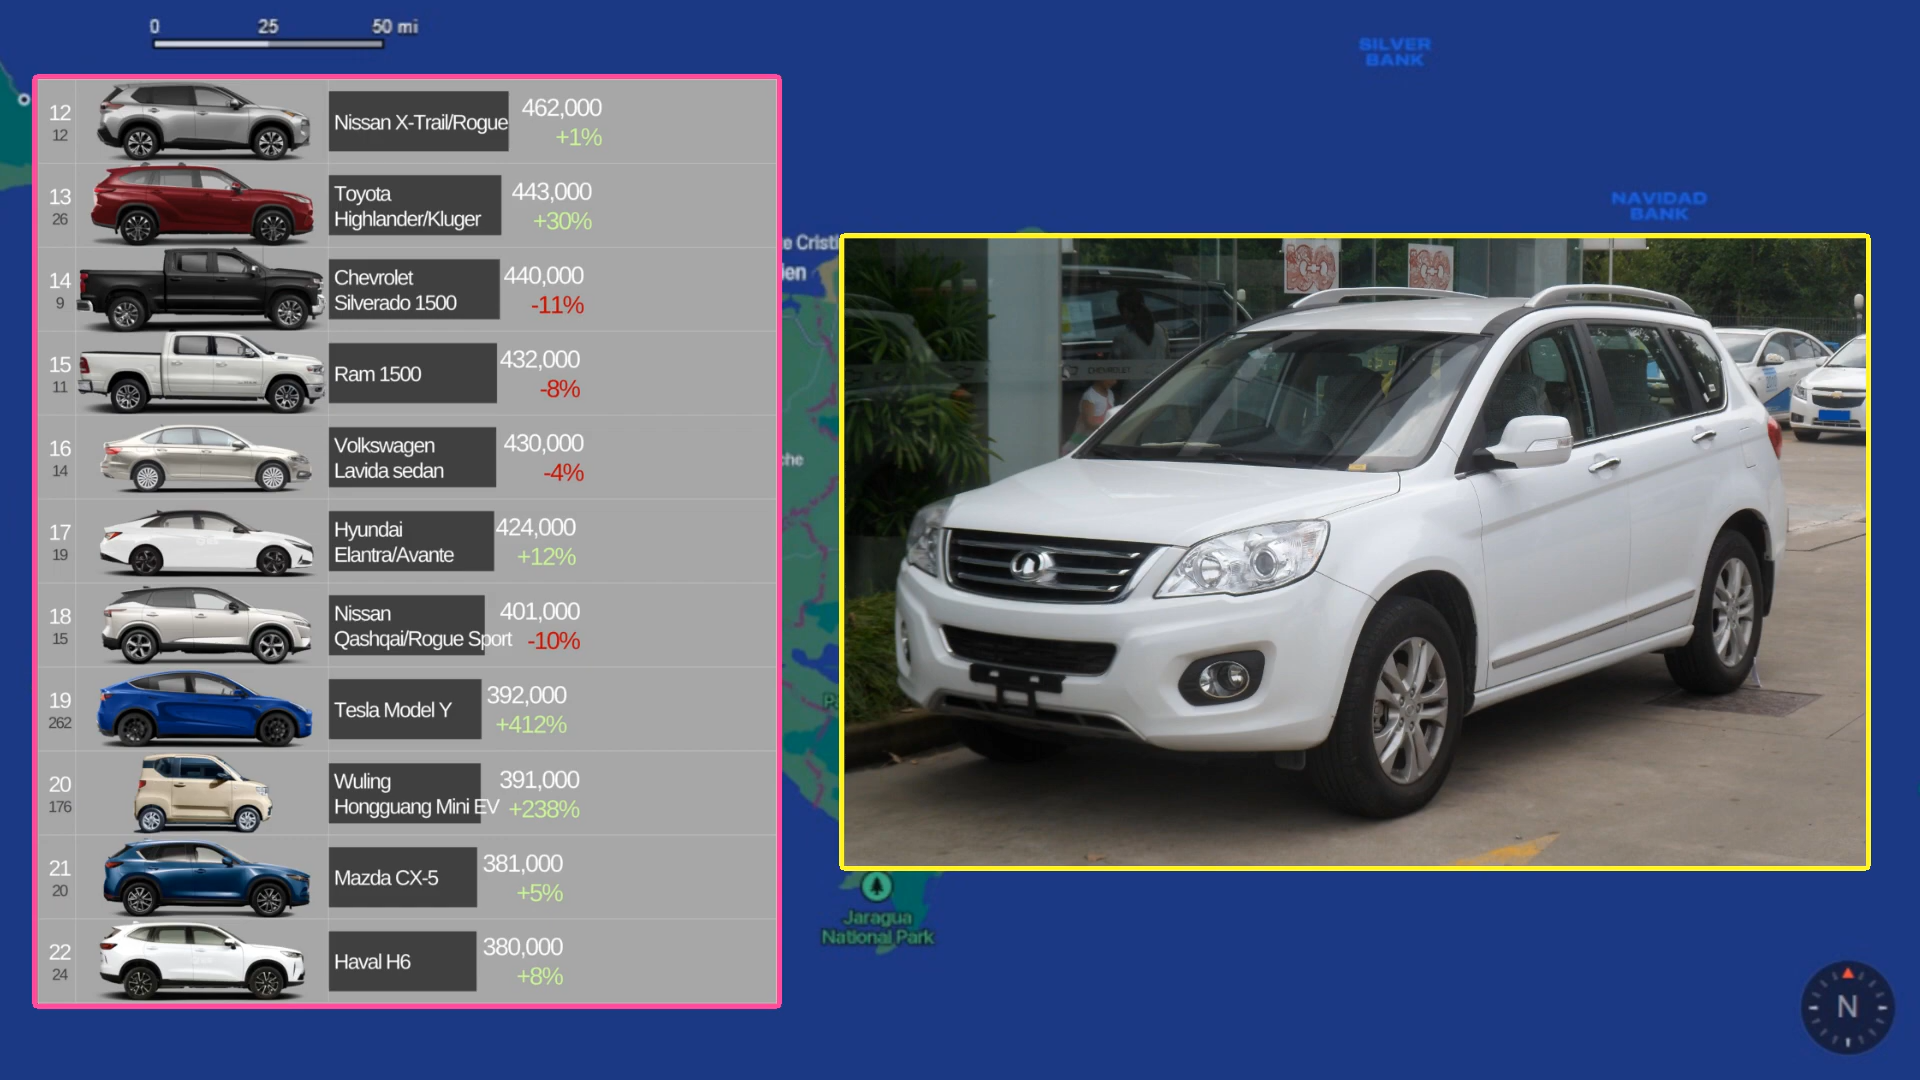 0 25 50 mi
SILVER
BANK
NAVIDAD
BANK
12
12
Nissan X-Trail/Rogue
462,000
+1%
13
26
Toyota
Highlander/Kluger
443,000
+30%
14
9
Chevrolet
Silverado 1500
440,000
-11%
15
11
Ram 1500
432,000
-8%
16
14
Volkswagen
Lavida sedan
430,000
-4%
17
19
Hyundai
Elantra/Avante
424,000
+12%
18
15
Nissan
Qashqai/Rogue Sport
401,000
-10%
19
262
Tesla Model Y
392,000
+412%
20
176
Wuling
Hongguang Mini EV
391,000
+238%
21
20
Mazda CX-5
381,000
+5%
22
24
Haval H6
380,000
+8%
CHEVROLET
Jaragua
National Park
N